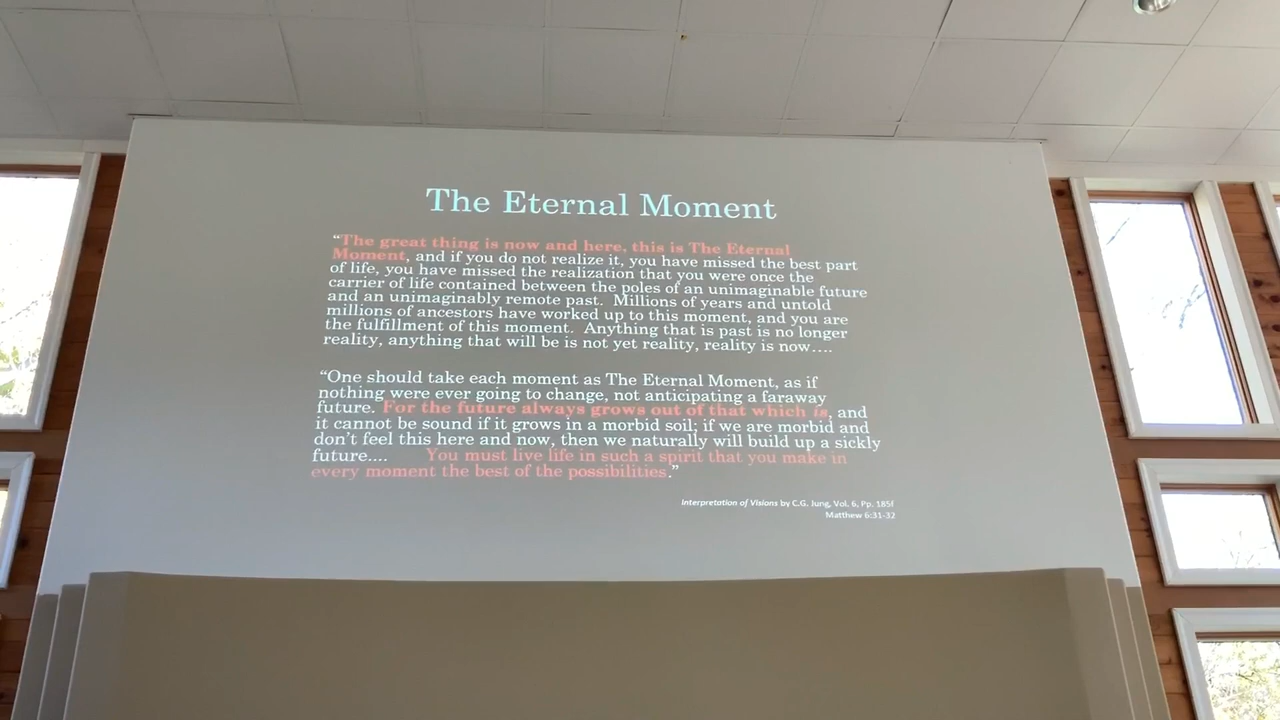 The Eternal Moment
“The great thing is now and here, this is The Eternal
Moment, and if you do not realize it, you have missed the best part
of life, you have missed the realization that you were once the
carrier of life contained between the poles of an unimaginable future
and an unimaginably remote past.  Millions of years and untold
millions of ancestors have worked up to this moment, and you are
the fulfillment of this moment.  Anything that is past is no longer
reality, anything that will be is not yet reality, reality is now….
“One should take each moment as The Eternal Moment, as if
nothing were ever going to change, not anticipating a faraway
future. For the future always grows out of that which is, and
it cannot be sound if it grows in a morbid soil; if we are morbid and
don’t feel this here and now, then we naturally will build up a sickly
future…. You must live life in such a spirit that you make in
every moment the best of the possibilities.”
Interpretation of Visions by C.G. Jung, Vol. 6, Pp. 185f
Matthew 6:31-32